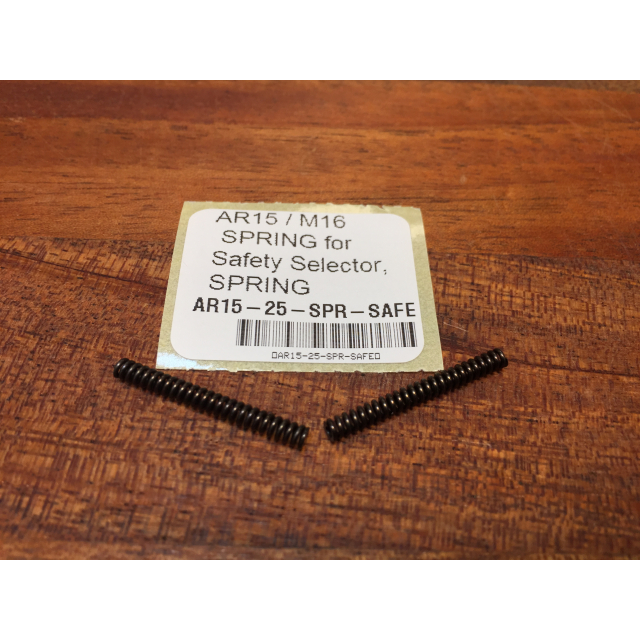 AR15 / M16
SPRING for
Safety Selector,
SPRING
AR15-25-SPR-SAFE
▯AR15-25-SPR-SAFE▯